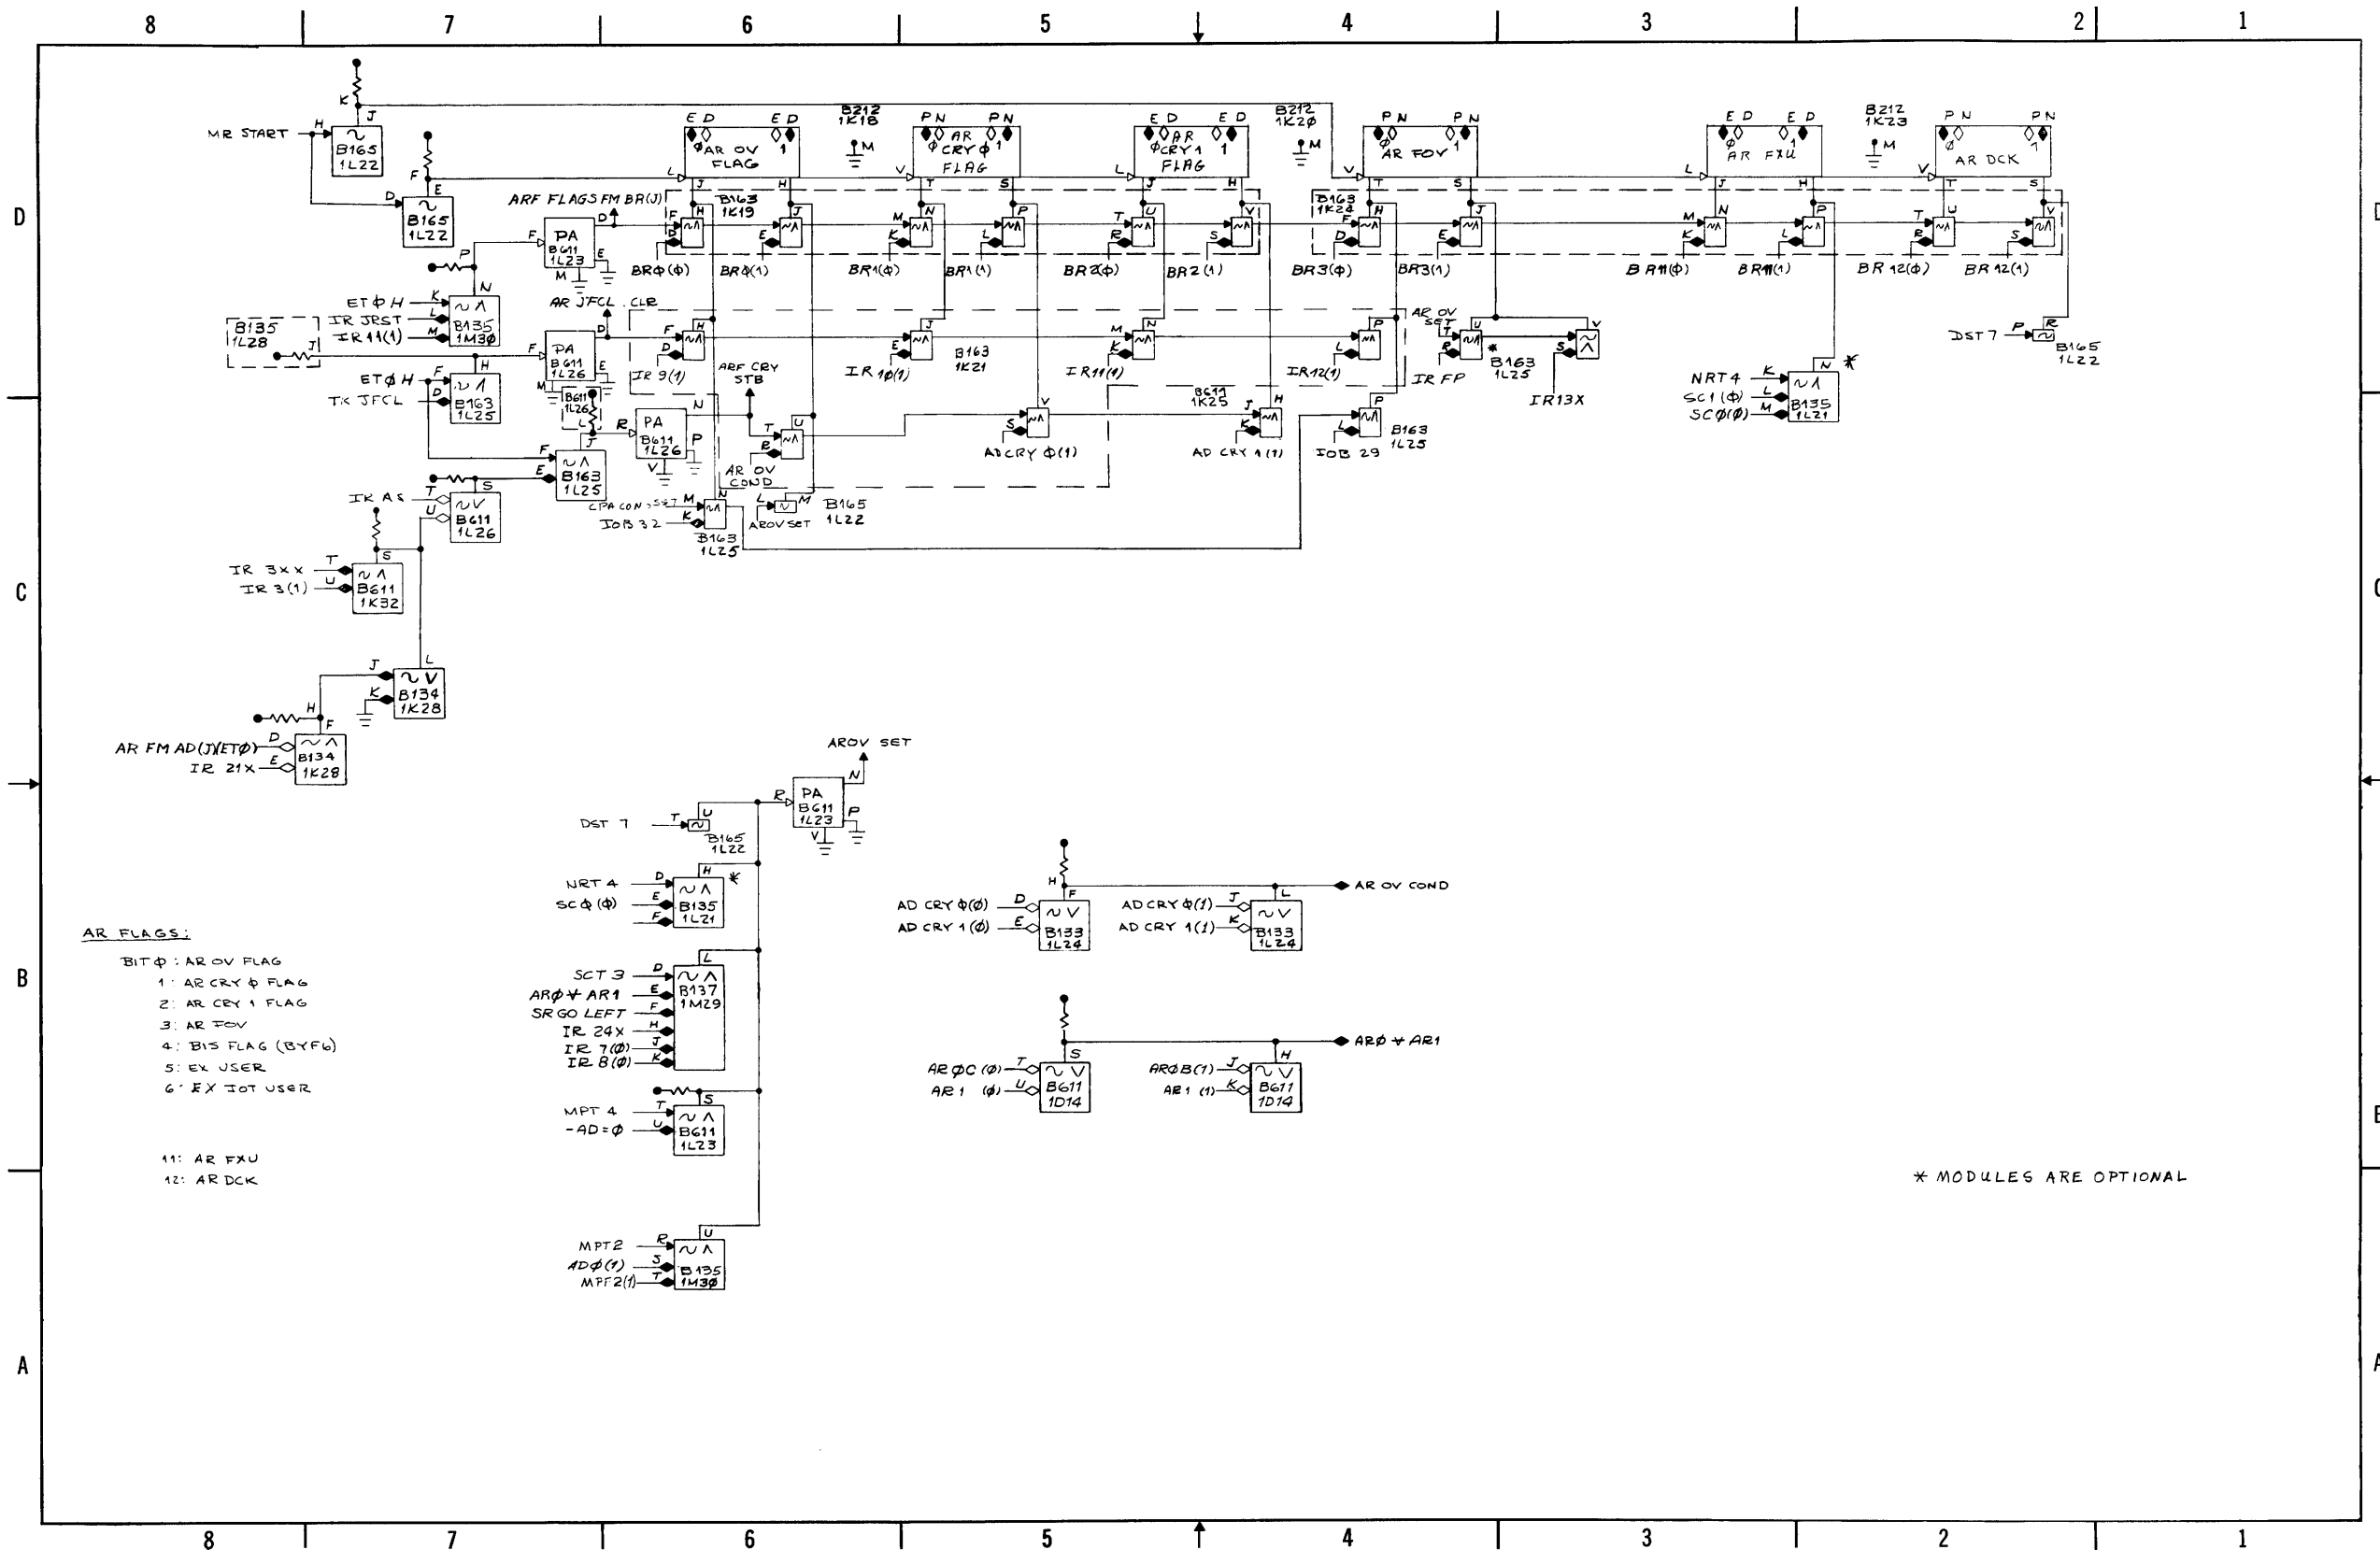 8 7 6 5 4 3 2 1
K
J
H
MR START
B165
1L22
F
E
D
B165
1L22
E D E D
Φ AR OV 1
FLAG
B212
1K18
M
P N P N
AR
Φ CRY Φ 1
FLAG
E D E D
AR
Φ CRY 1 1
FLAG
B212
1K2Φ
M
P N P N
Φ 1
AR FOV
E D E D
Φ 1
AR FXU
B212
1K23
M
P N P N
Φ 1
AR DCK
L J H V T S L J H V T S L J H V T S
D
ARF FLAGS FM BR(J)
B163
1K19
B163
1K24
F PA D
B611
1L23
E
M
F H J M N P T U V F H J M N P T U V
D E K L R S D E K L R S
BRΦ(Φ) BRΦ(1) BR1(Φ) BR1(1) BR2(Φ) BR2(1) BR3(Φ) BR3(1) BR11(Φ) BR11(1) BR12(Φ) BR12(1)
P
N
ETΦH K
IR JRST L
IR11(1) M
B135
1M3Φ
B135
1L28
J
AR JFCL CLR
F PA D
B611
1L26
E
M
F H
D
IR 9(1)
J
E
IR 1Φ(1)
B163
1K21
M N
K
IR11(1)
P
L
IR12(1)
AR OV
SET
T U
R *
IR FP
B163
1L25
V
S
IR13X
DST 7 P R
B165
1L22
H
ETΦH F
D
B163
1L25
ARF CRY
STB
B611
1L26
L
J
R PA N
B611
1L26
P
V
T U
R
AR OV
COND
V
S
ADCRY Φ(1)
B611
1K25
J H
K
AD CRY 1(1)
P
L
IOB 29
B163
1L25
N *
NRT4 K
SC1(Φ) L
SCΦ(Φ) M
B135
1L21
F
E
B163
1L25
S
T
U
B611
1L26
M N
IOB 32 K
B163
1L25
L M
AROV SET
B165
1L22
S
IR 3XX T
IR 3(1) U
B611
1K32
C
L
J
K
B134
1K28
H
F
AR FM AD(J)(ETΦ) D
IR 21X E
B134
1K28
AROV SET
R PA N
B611
1L23
P
V
DST 7 T U
B165
1L22
H *
NRT 4 D
SCΦ(Φ) E
F
B135
1L21
H F L
AD CRY Φ(Φ) D
AD CRY 1(Φ) E
B133
1L24
AD CRY Φ(1) J
AD CRY 1(1) K
B133
1L24
AR OV COND
AR FLAGS:
BIT Φ : AR OV FLAG
1: AR CRY Φ FLAG
2: AR CRY 1 FLAG
3: AR FOV
4: BIS FLAG (BYF6)
5: EX USER
6: EX IOT USER
11: AR FXU
12: AR DCK
B
L
SCT 3 D
ARΦ ∀ AR1 E
SR GO LEFT F
IR 24X H
IR 7(Φ) J
IR 8(Φ) K
B137
1M29
S
MPT 4 T
-AD=Φ U
B611
1L23
S H
ARΦC (Φ) T
AR1 (Φ) U
B611
1D14
ARΦB(1) J
AR1 (1) K
B611
1D14
ARΦ ∀ AR1
* MODULES ARE OPTIONAL
U
MPT2 R
ADΦ(1) S
MPF2(1) T
B135
1M3Φ
A A
8 7 6 5 4 3 2 1